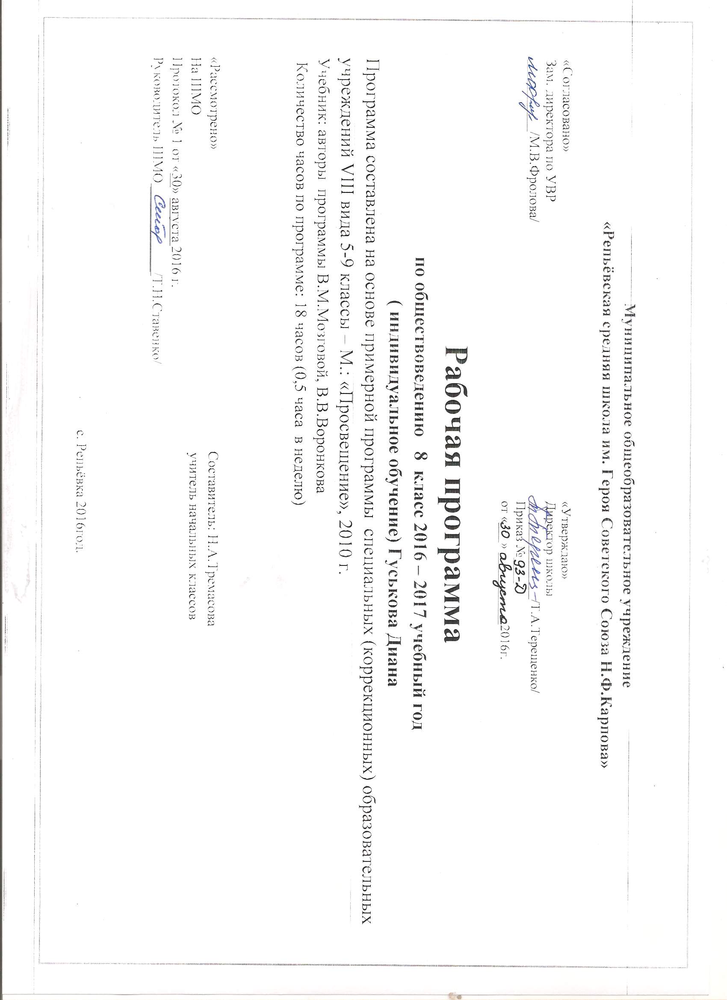 Муниципальное общеобразовательное учреждение
«Репьёвская средняя школа им. Героя Советского Союза Н.Ф.Карпова»
«Согласовано»
Зам. директора по УВР
/М.В.Фролова/
«Утверждаю»
Директор школы
/Т.А.Терещенко/
Приказ № 93-Д
от «30» августа 2016г.
Рабочая программа
по обществоведению 8 класс 2016 – 2017 учебный год
( индивидуальное обучение) Гуськова Диана
Программа составлена на основе примерной программы специальных (коррекционных) образовательных
учреждений VIII вида 5-9 классы – М.: «Просвещение», 2010 г.
Учебник: авторы программы В.М.Мозговой, В.В.Воронкова
Количество часов по программе: 18 часов (0,5 часа в неделю)
«Рассмотрено»
На ШМО
Протокол № 1 от «30» августа 2016 г.
Руководитель ШМО /Т.Н.Ставенко/
Составитель: Н.А.Тремасова
учитель начальных классов
с. Репьёвка 2016год.